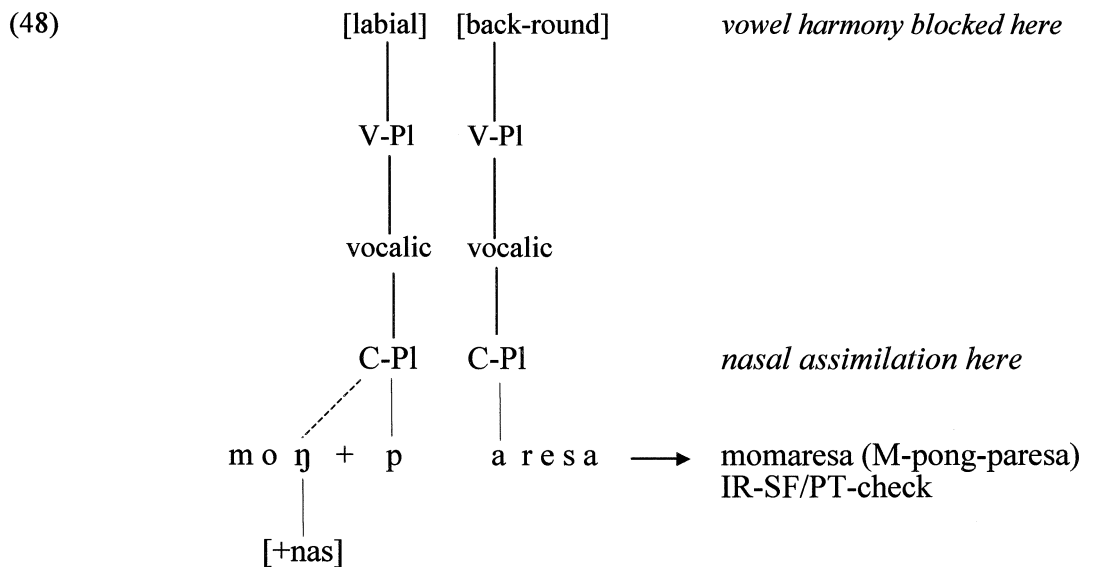 (48) [labial] [back-round] vowel harmony blocked here
V-Pl V-Pl
vocalic vocalic
C-Pl C-Pl nasal assimilation here
m o ŋ + p a r e s a → momaresa (M-pong-paresa)
IR-SF/PT-check
[+nas]